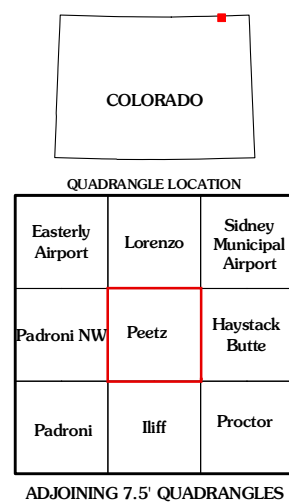 COLORADO
QUADRANGLE LOCATION
Easterly
Airport
Lorenzo
Sidney
Municipal
Airport
Padroni NW
Peetz
Haystack
Butte
Padroni
Iliff
Proctor
ADJOINING 7.5' QUADRANGLES